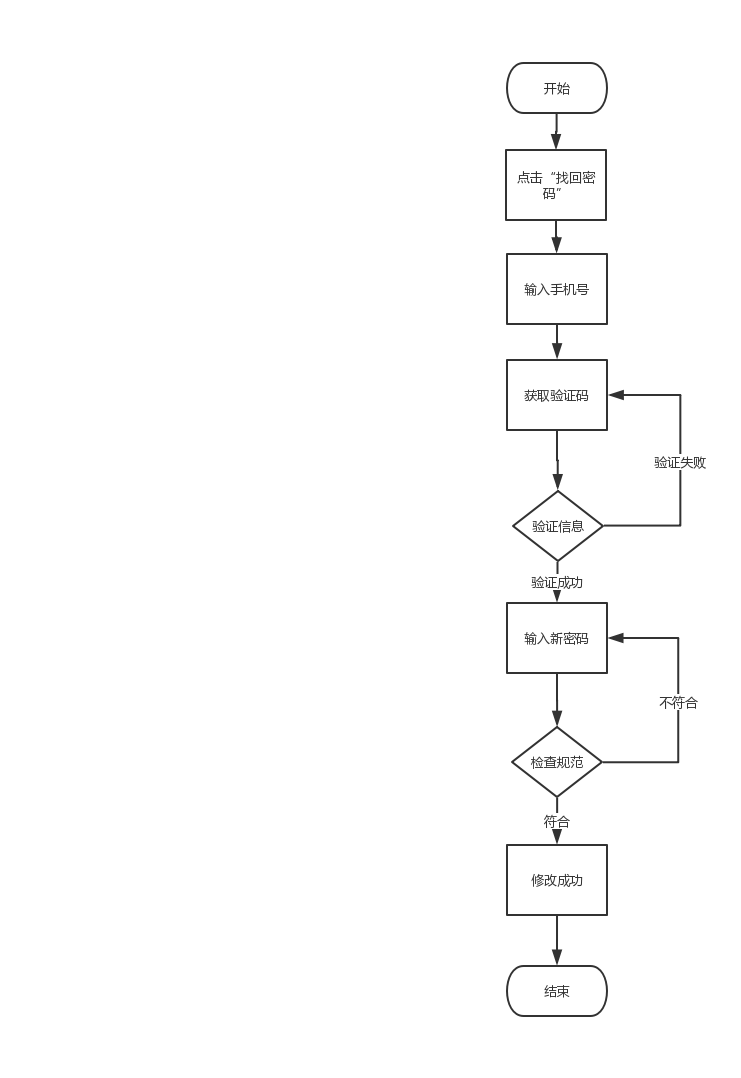 开始
点击“找回密
码”
输入手机号
获取验证码
验证失败
验证信息
验证成功
输入新密码
不符合
检查规范
符合
修改成功
结束